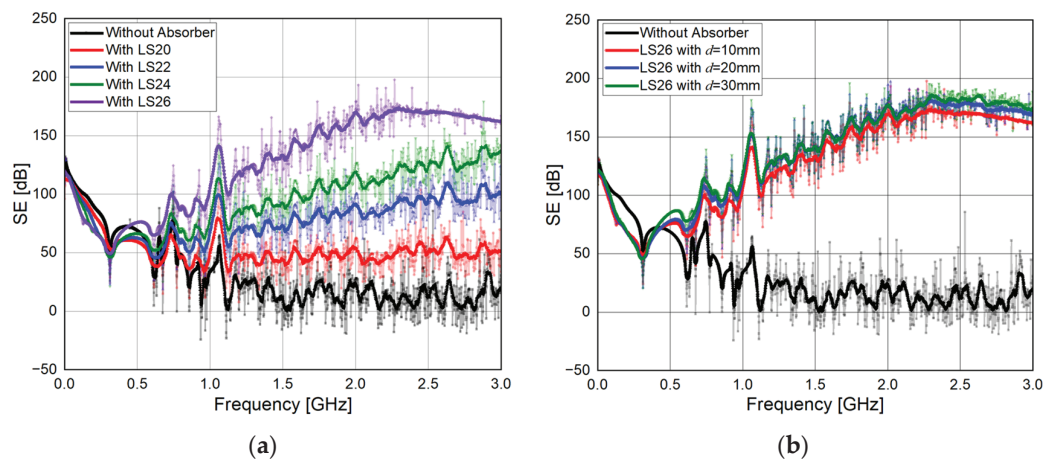 250
200
150
100
50
0
−50
SE [dB]
Without Absorber
With LS20
With LS22
With LS24
With LS26
0.0 0.5 1.0 1.5 2.0 2.5 3.0
Frequency [GHz]
(a)
250
200
150
100
50
0
−50
SE [dB]
Without Absorber
LS26 with d=10mm
LS26 with d=20mm
LS26 with d=30mm
0.0 0.5 1.0 1.5 2.0 2.5 3.0
Frequency [GHz]
(b)